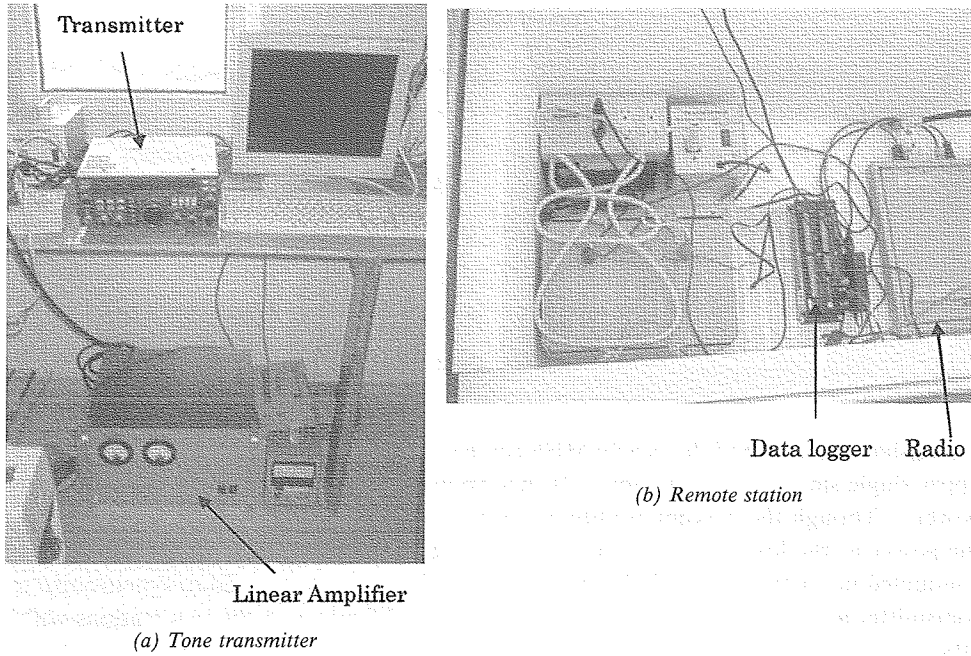 Transmitter
Linear Amplifier
(a) Tone transmitter
Data logger Radio
(b) Remote station